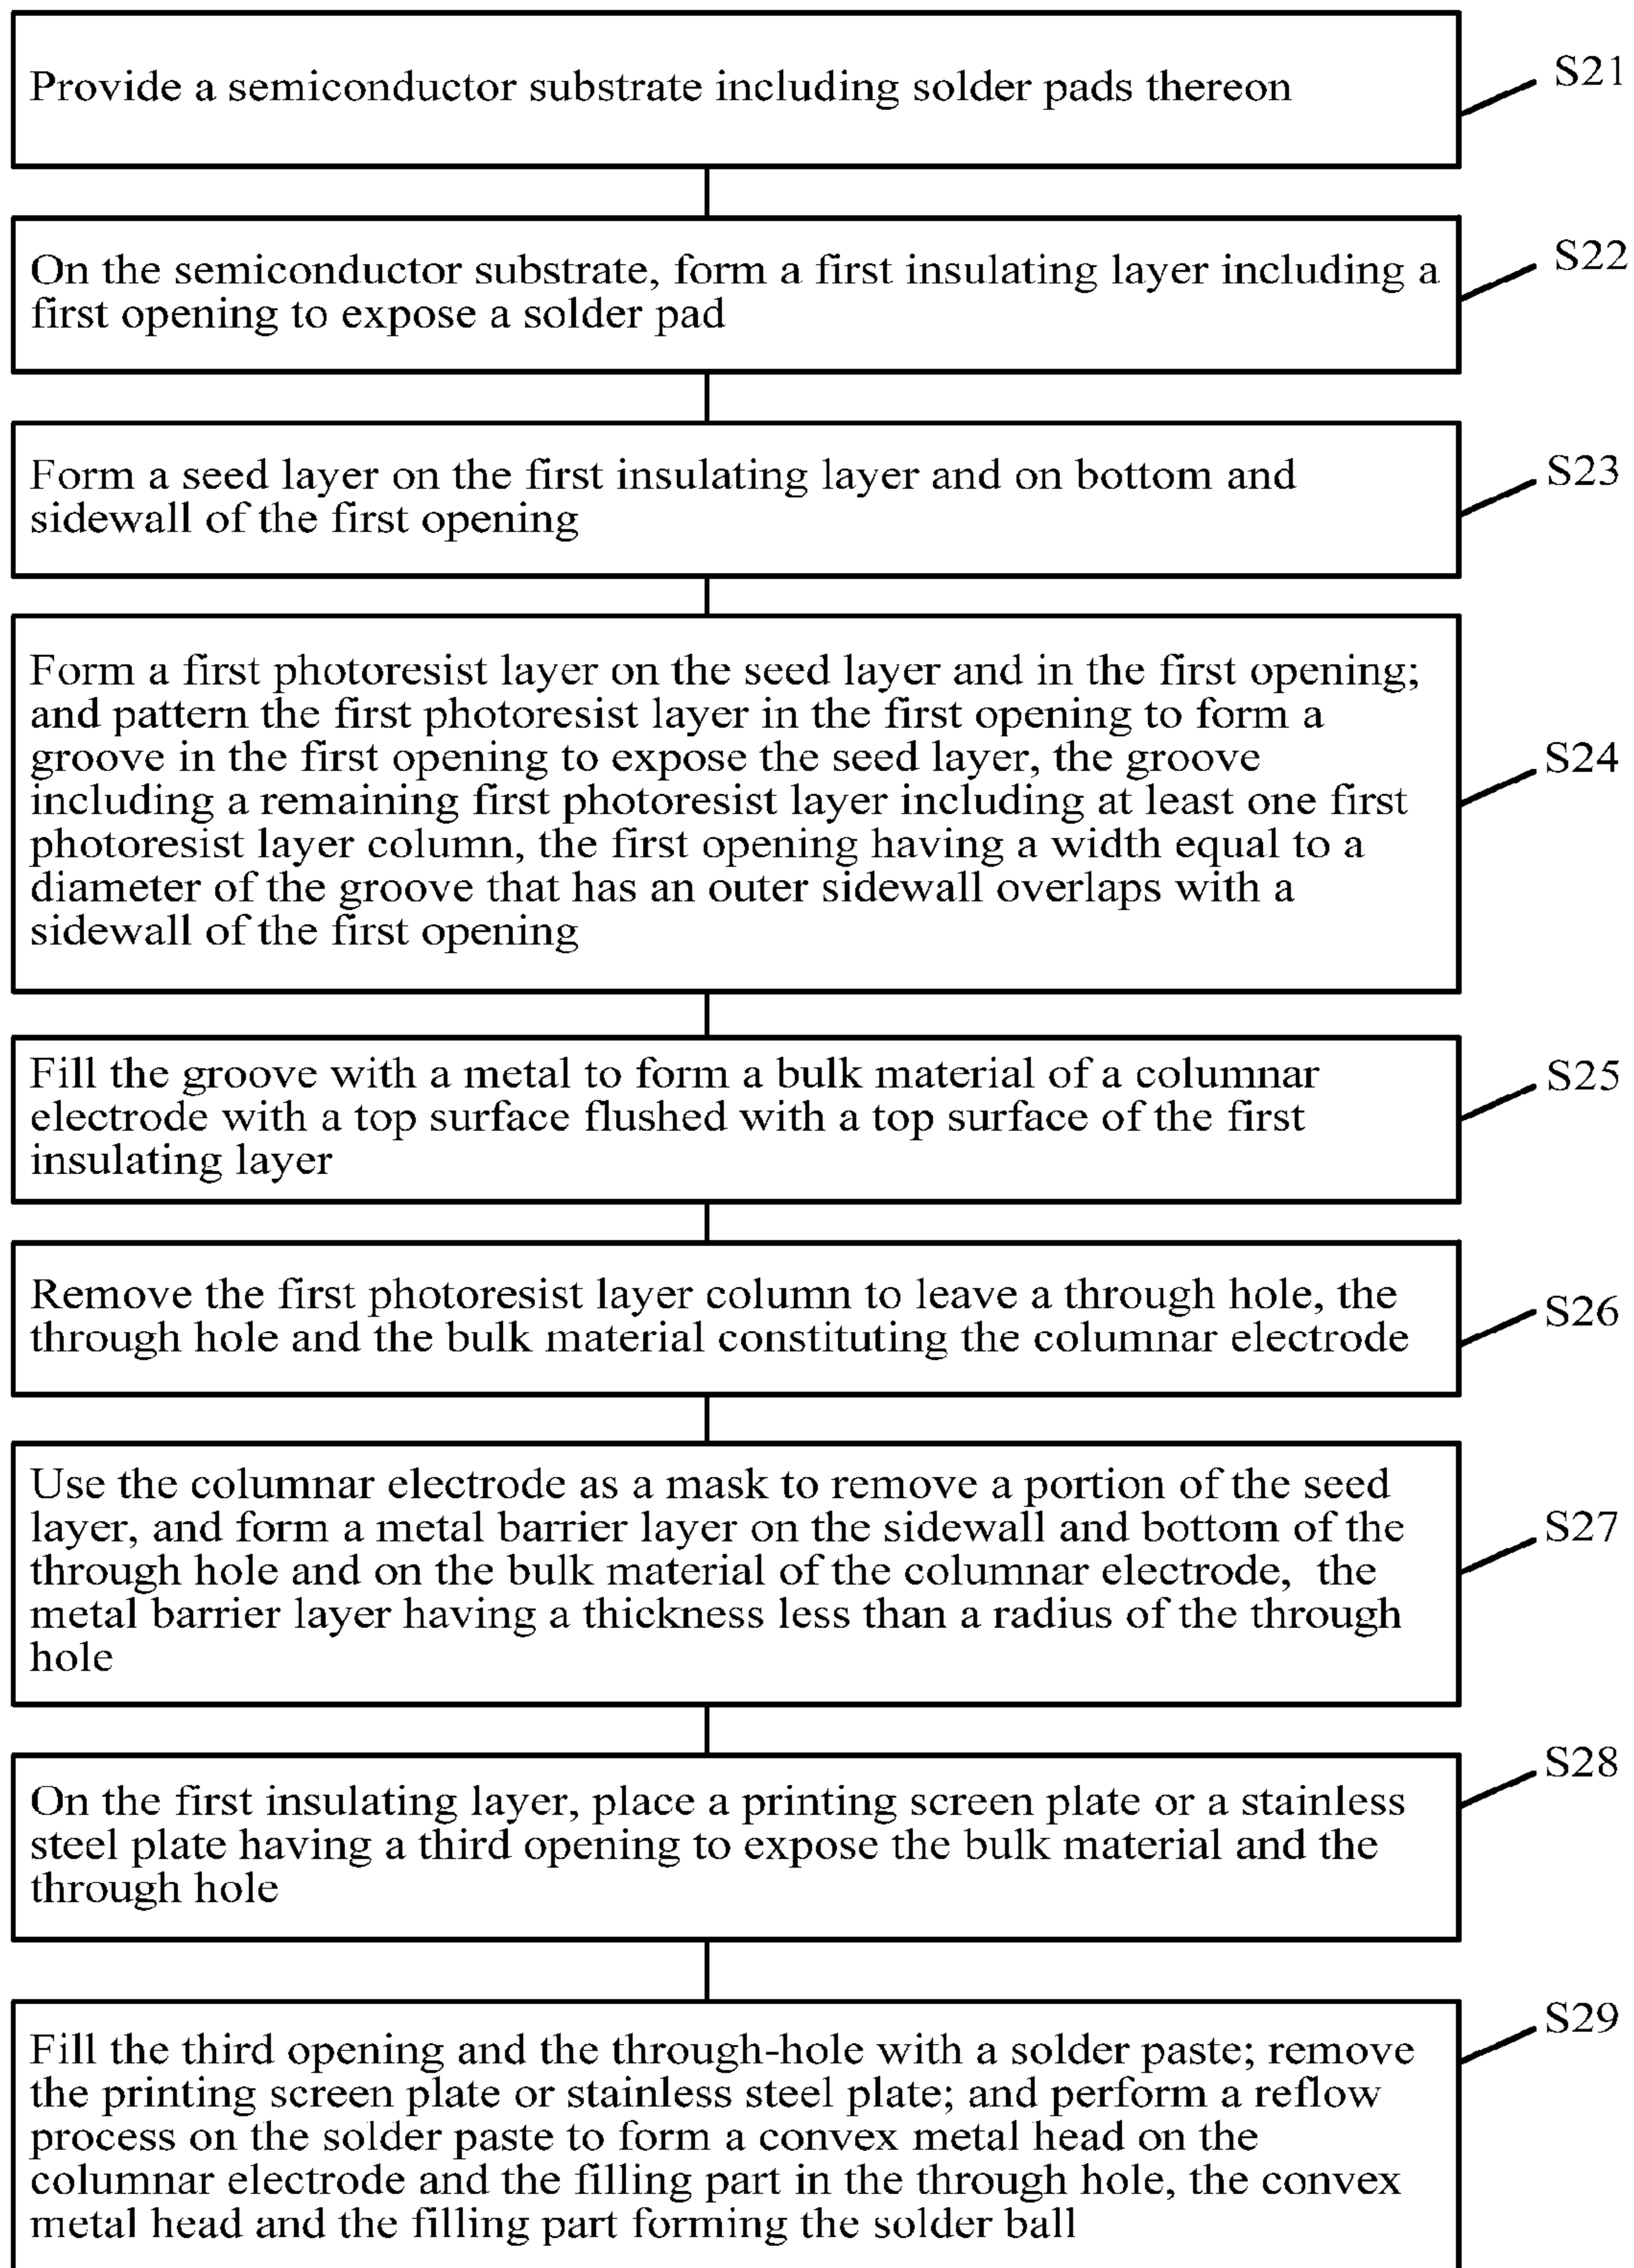 Provide a semiconductor substrate including solder pads thereon
S21
On the semiconductor substrate, form a first insulating layer including a
first opening to expose a solder pad
S22
Form a seed layer on the first insulating layer and on bottom and
sidewall of the first opening
S23
Form a first photoresist layer on the seed layer and in the first opening;
and pattern the first photoresist layer in the first opening to form a
groove in the first opening to expose the seed layer, the groove
including a remaining first photoresist layer including at least one first
photoresist layer column, the first opening having a width equal to a
diameter of the groove that has an outer sidewall overlaps with a
sidewall of the first opening
S24
Fill the groove with a metal to form a bulk material of a columnar
electrode with a top surface flushed with a top surface of the first
insulating layer
S25
Remove the first photoresist layer column to leave a through hole, the
through hole and the bulk material constituting the columnar electrode
S26
Use the columnar electrode as a mask to remove a portion of the seed
layer, and form a metal barrier layer on the sidewall and bottom of the
through hole and on the bulk material of the columnar electrode, the
metal barrier layer having a thickness less than a radius of the through
hole
S27
On the first insulating layer, place a printing screen plate or a stainless
steel plate having a third opening to expose the bulk material and the
through hole
S28
Fill the third opening and the through-hole with a solder paste; remove
the printing screen plate or stainless steel plate; and perform a reflow
process on the solder paste to form a convex metal head on the
columnar electrode and the filling part in the through hole, the convex
metal head and the filling part forming the solder ball
S29